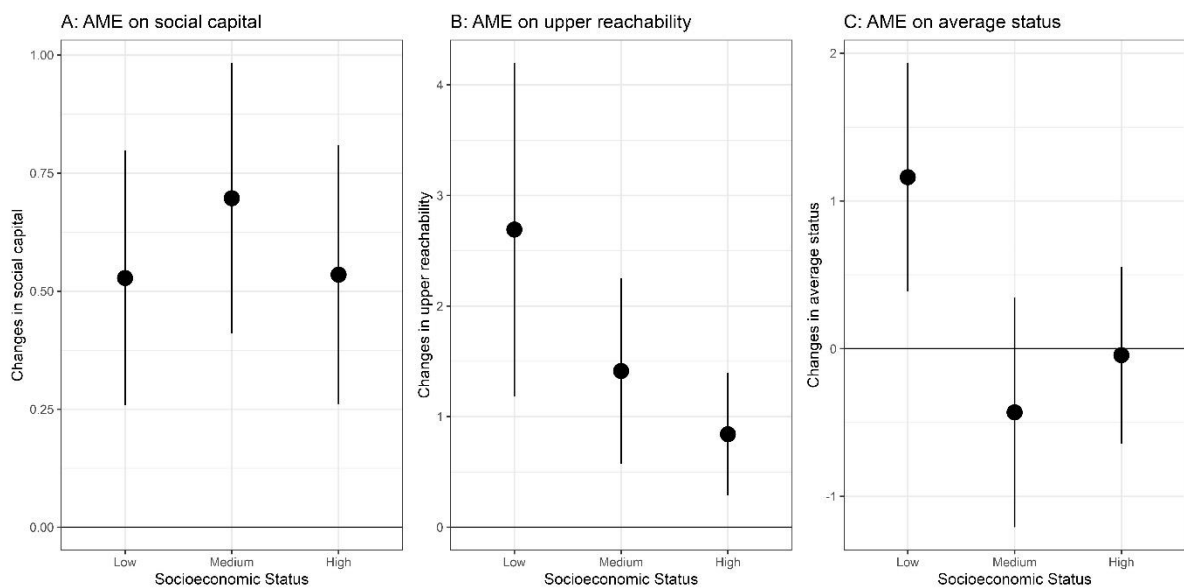 A: AME on social capital
Changes in social capital
1.00
0.75
0.50
0.25
0.00
Low Medium High
Socioeconomic Status
B: AME on upper reachability
Changes in upper reachability
4
3
2
1
0
Low Medium High
Socioeconomic Status
C: AME on average status
Changes in average status
2
1
0
-1
Low Medium High
Socioeconomic Status